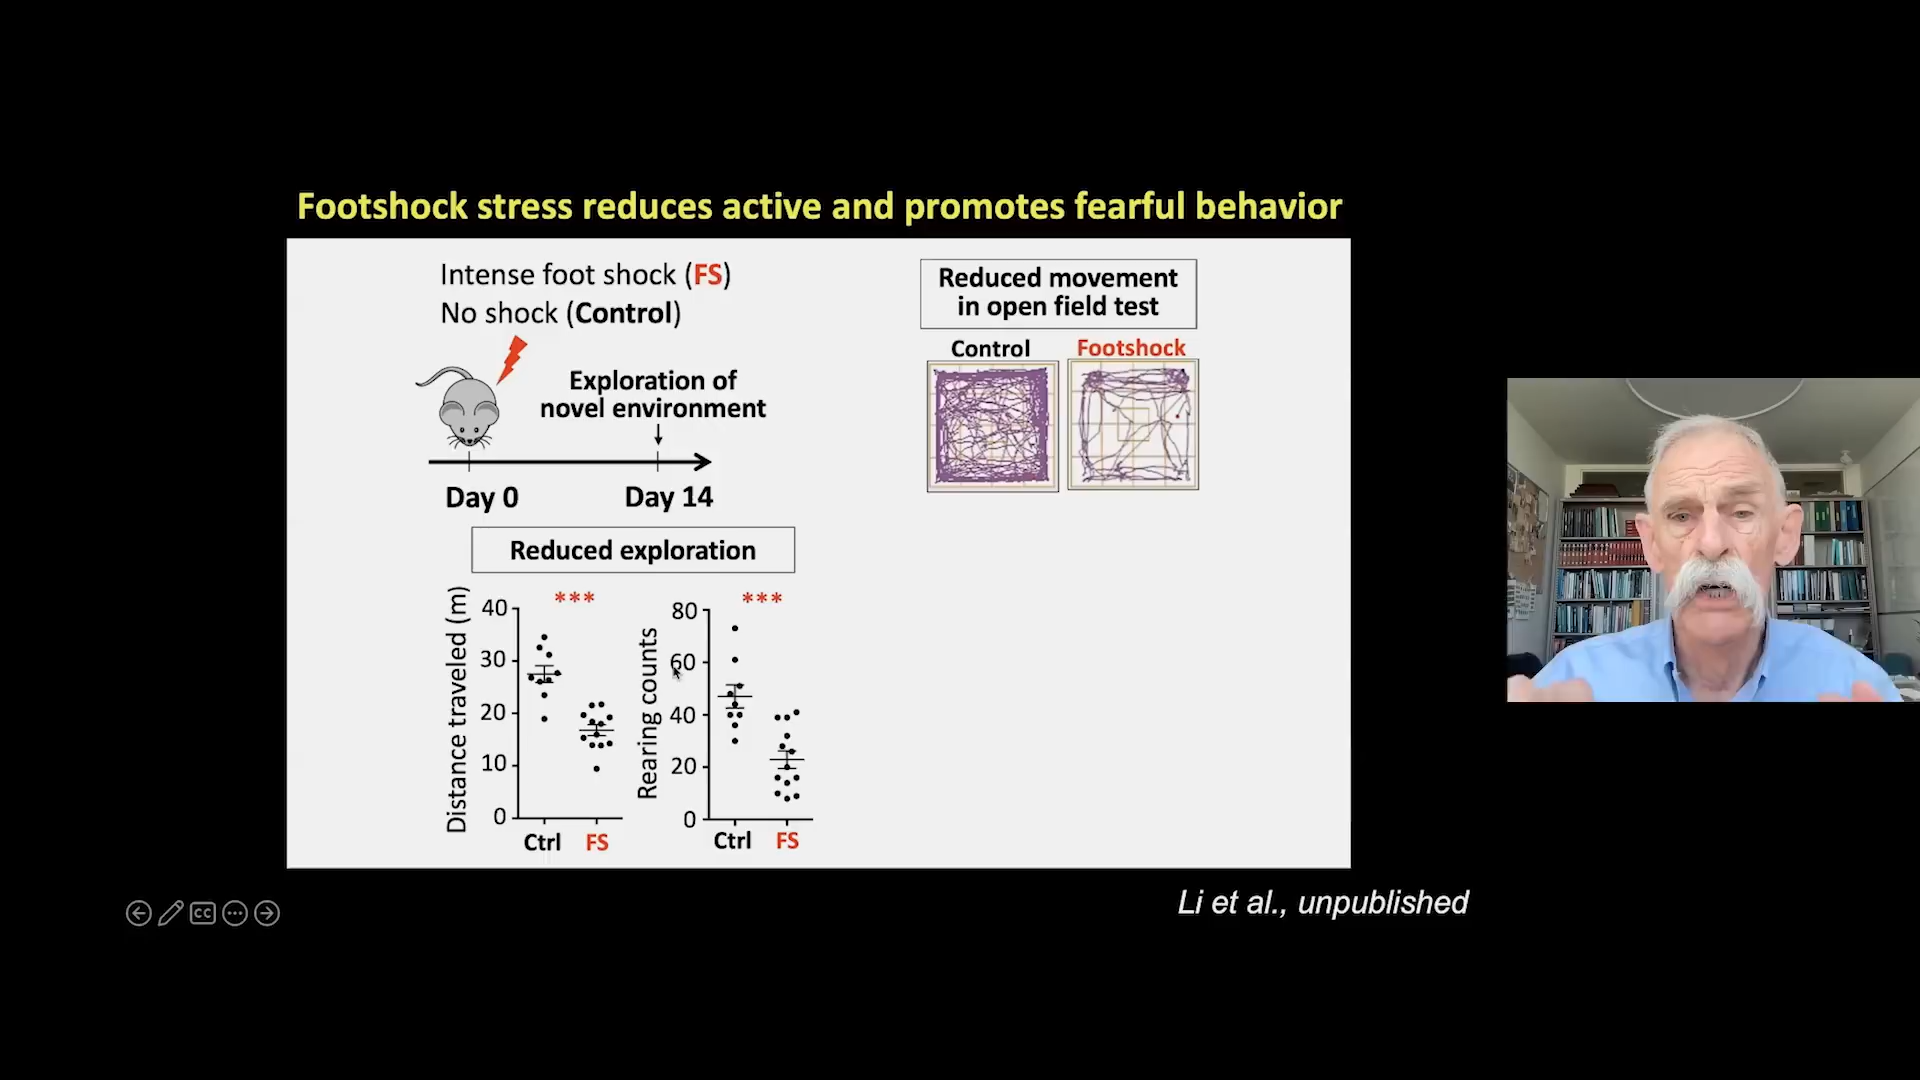 Footshock stress reduces active and promotes fearful behavior
Intense foot shock (FS)
No shock (Control)
Exploration of
novel environment
Day 0
Day 14
Reduced exploration
Distance traveled (m)
40
30
20
10
0
***
Ctrl
FS
Rearing counts
80
60
40
20
0
***
Ctrl
FS
Reduced movement
in open field test
Control
Footshock
CC
Li et al., unpublished